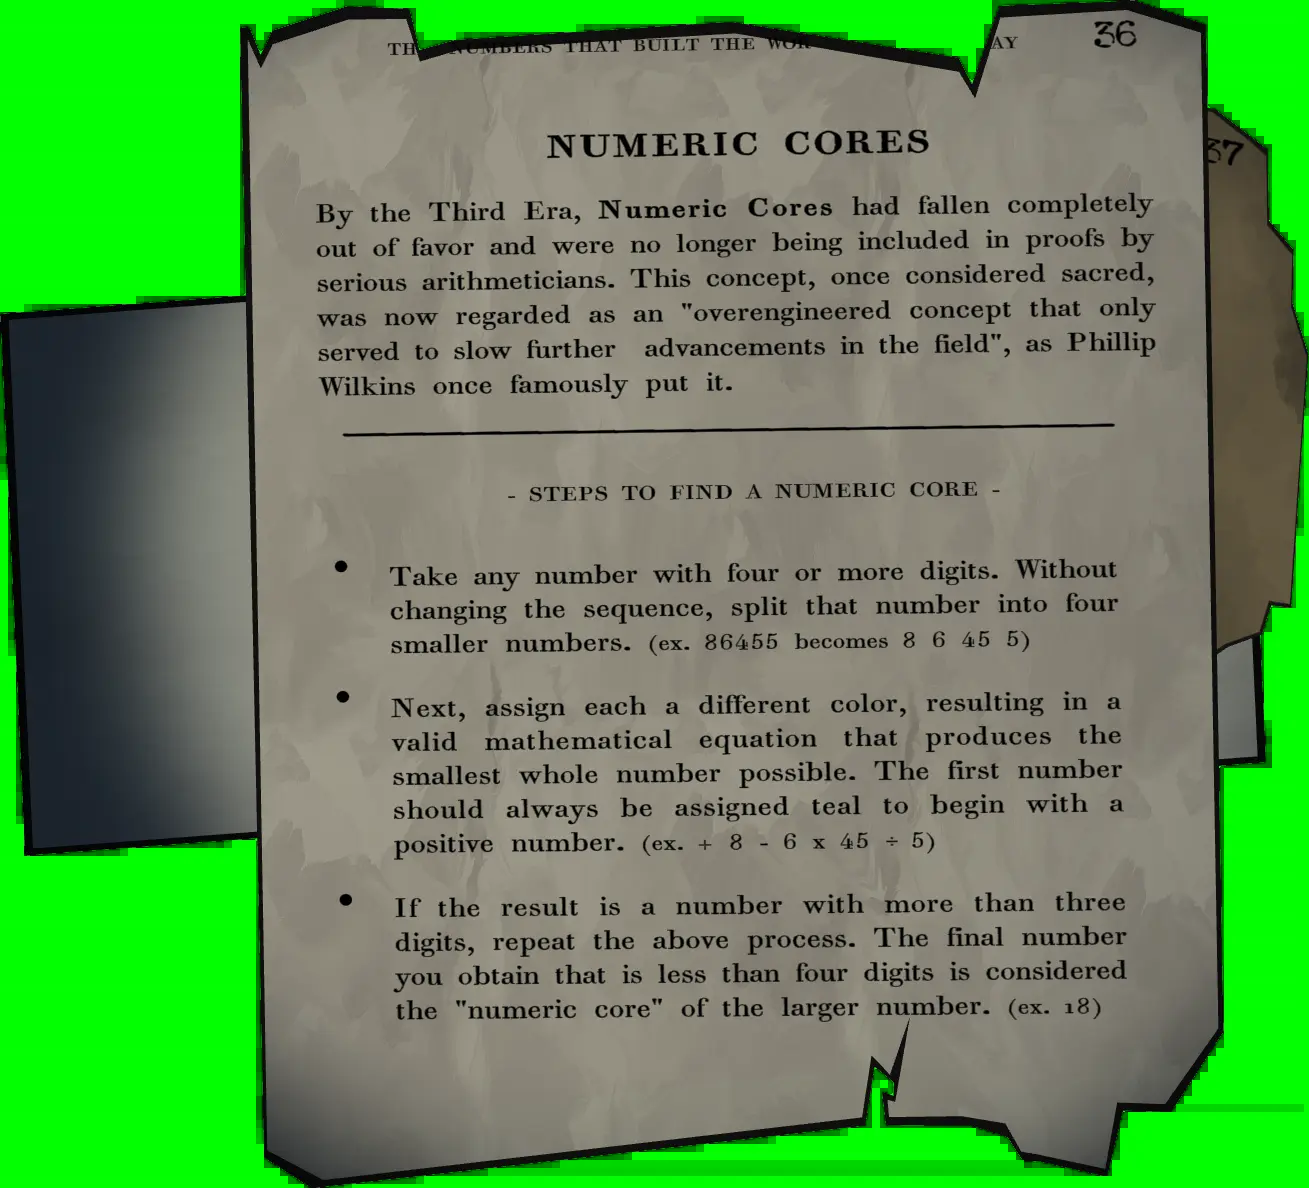 NUMBERS THAT BUILT THE
36
37
NUMERIC CORES
By the Third Era, Numeric Cores had fallen completely
out of favor and were no longer being included in proofs by
serious arithmeticians. This concept, once considered sacred,
was now regarded as an "overengineered concept that only
served to slow further advancements in the field", as Phillip
Wilkins once famously put it.
- STEPS TO FIND A NUMERIC CORE -
• Take any number with four or more digits. Without
changing the sequence, split that number into four
smaller numbers. (ex. 86455 becomes 8 6 45 5)
• Next, assign each a different color, resulting in a
valid mathematical equation that produces the
smallest whole number possible. The first number
should always be assigned teal to begin with a
positive number. (ex. + 8 - 6 x 45 ÷ 5)
• If the result is a number with more than three
digits, repeat the above process. The final number
you obtain that is less than four digits is considered
the "numeric core" of the larger number. (ex. 18)